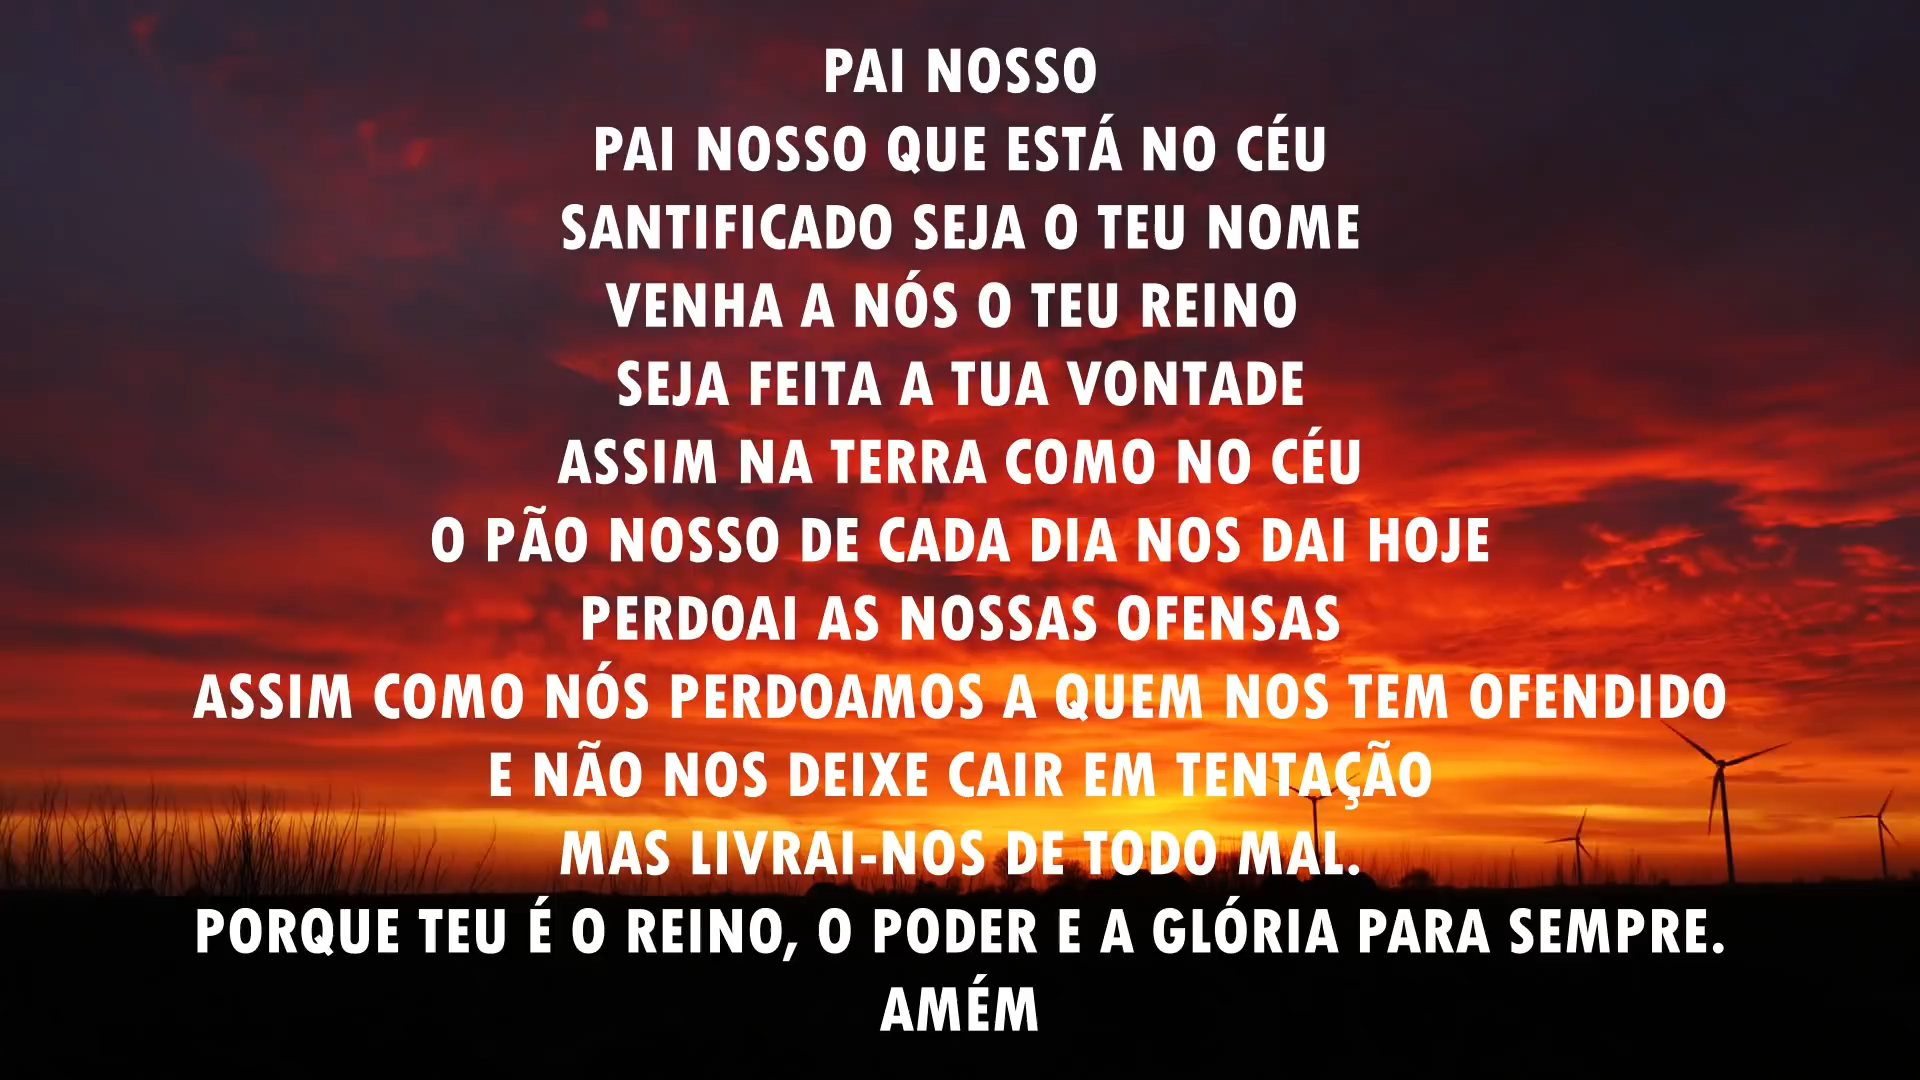 PAI NOSSO
PAI NOSSO QUE ESTÁ NO CÉU
SANTIFICADO SEJA O TEU NOME
VENHA A NÓS O TEU REINO
SEJA FEITA A TUA VONTADE
ASSIM NA TERRA COMO NO CÉU
O PÃO NOSSO DE CADA DIA NOS DAI HOJE
PERDOAI AS NOSSAS OFENSAS
ASSIM COMO NÓS PERDOAMOS A QUEM NOS TEM OFENDIDO
E NÃO NOS DEIXE CAIR EM TENTAÇÃO
MAS LIVRAI-NOS DE TODO MAL.
PORQUE TEU É O REINO, O PODER E A GLÓRIA PARA SEMPRE.
AMÉM